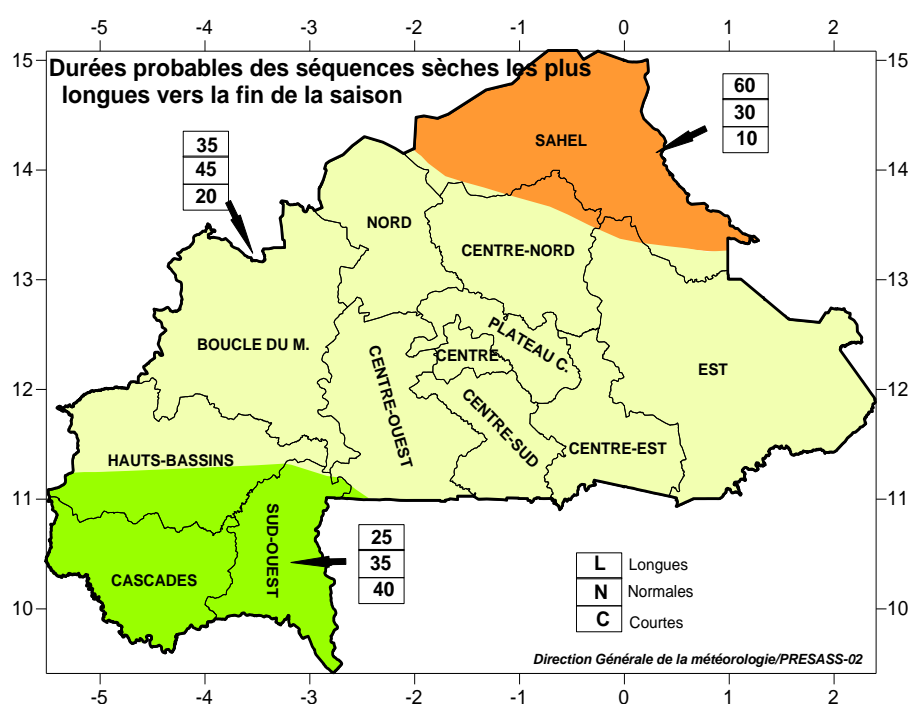 -5 -4 -3 -2 -1 0 1 2
15 15
Durées probables des séquences sèches les plus
longues vers la fin de la saison
60
30
10
SAHEL
14 14
35
45
20
NORD
CENTRE-NORD
13 13
BOUCLE DU M.
PLATEAU C.
CENTRE
EST
CENTRE-OUEST
12 12
CENTRE-SUD
CENTRE-EST
HAUTS-BASSINS
11 11
SUD-OUEST
25
35
40
CASCADES
L Longues
N Normales
C Courtes
10 10
Direction Générale de la météorologie/PRESASS-02
-5 -4 -3 -2 -1 0 1 2